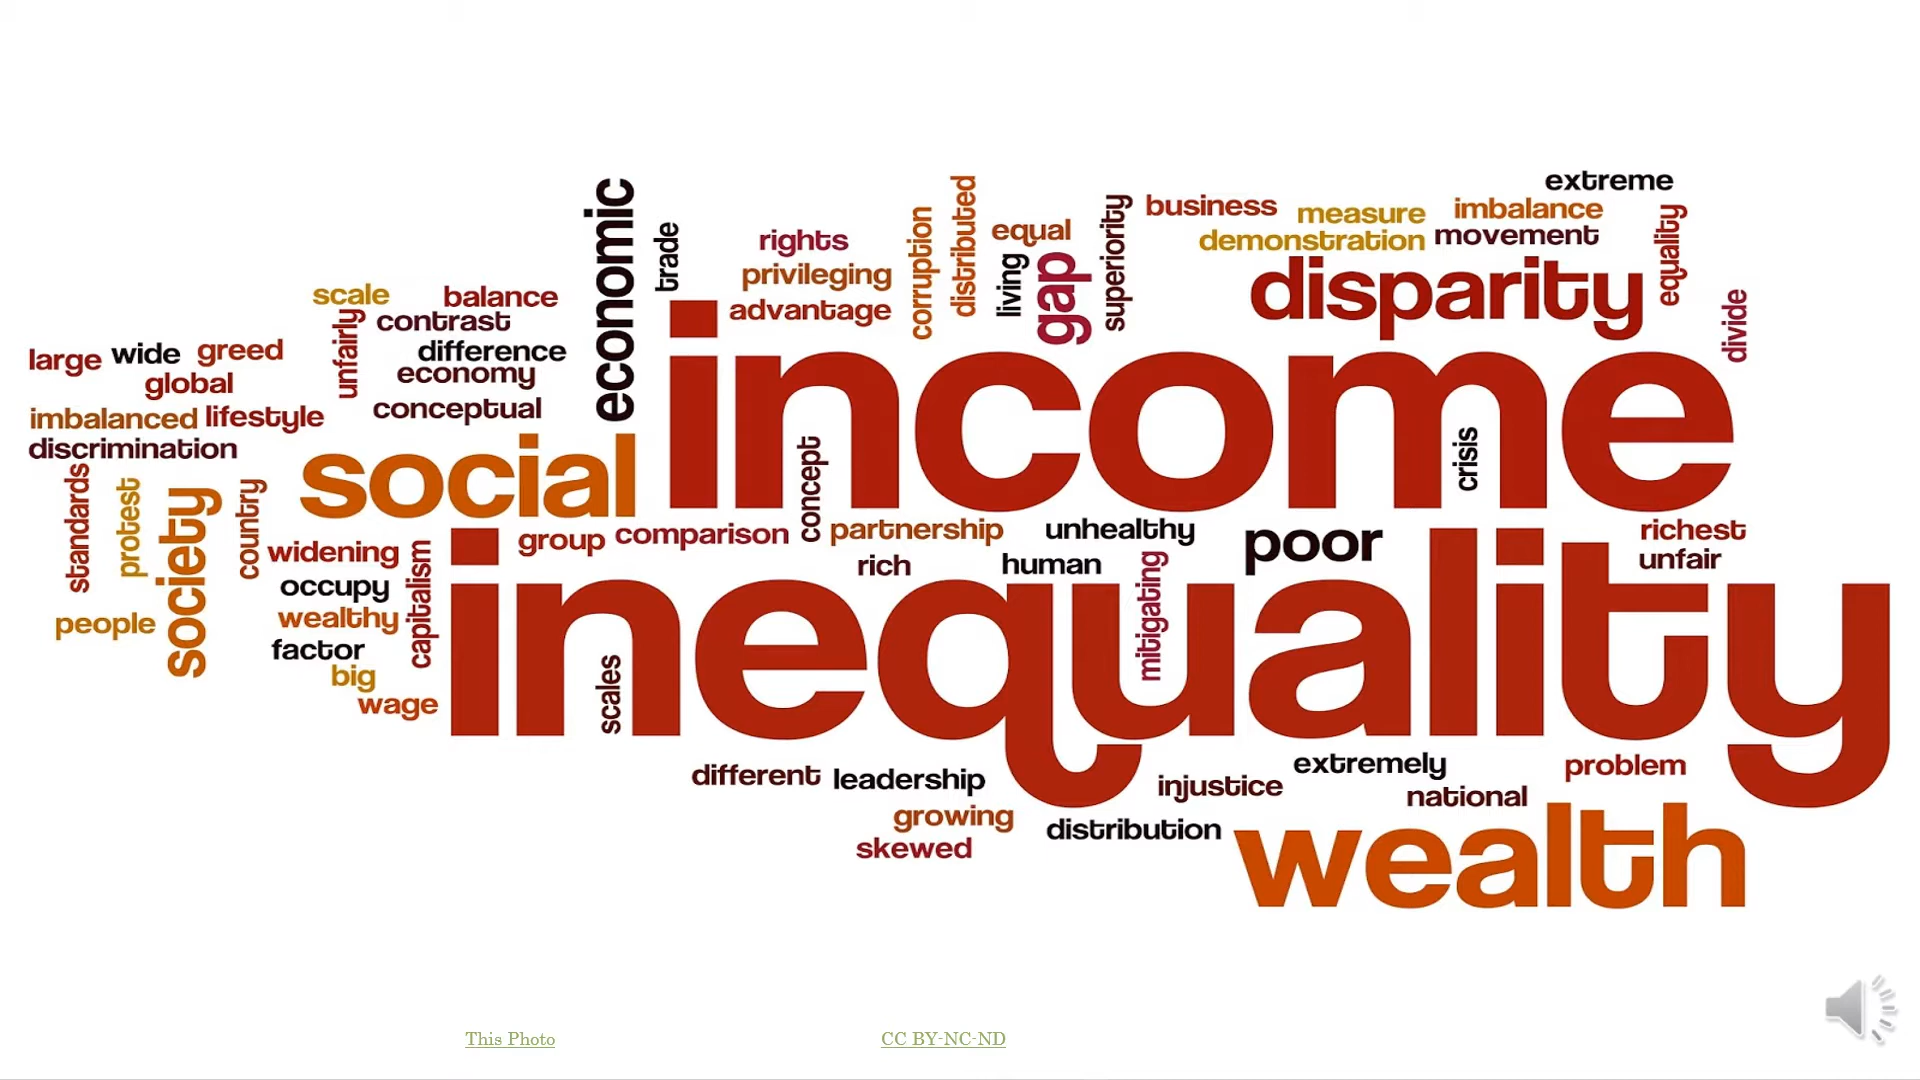 extreme
economic
distributed
superiority
business
measure
imbalance
equality
corruption
trade
rights
equal
demonstration
movement
privileging
living
gap
disparity
scale
balance
advantage
divide
unfairly
contrast
large
wide
greed
difference
global
economy
income
imbalanced
lifestyle
conceptual
discrimination
social
concept
crisis
standards
protest
society
country
widening
group
comparison
partnership
unhealthy
poor
richest
rich
human
unfair
occupy
capitalism
inequality
mitigating
people
wealthy
factor
big
scales
wage
different
leadership
injustice
extremely
problem
national
growing
distribution
wealth
skewed
This Photo
CC BY-NC-ND